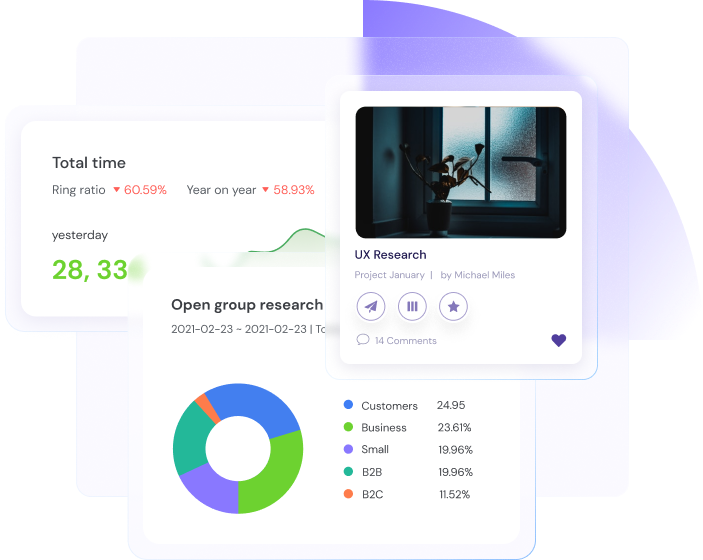 Total time
Ring ratio 60.59% Year on year 58.93%
yesterday
28, 33
UX Research
Project January | by Michael Miles
14 Comments
Open group research
2021-02-23 ~ 2021-02-23 |
Customers 24.95
Business 23.61%
Small 19.96%
B2B 19.96%
B2C 11.52%